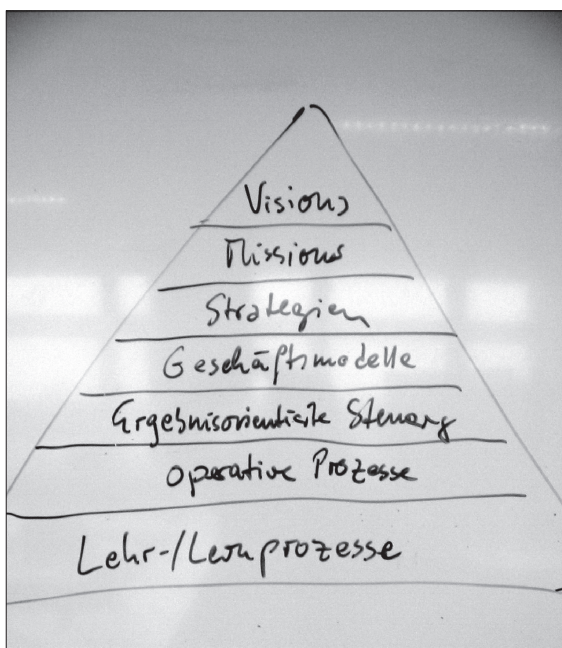 Visions
Missions
Strategien
Geschäftsmodelle
Ergebnisorientierte Steuerg
operative Prozesse
Lehr-/Lernprozesse